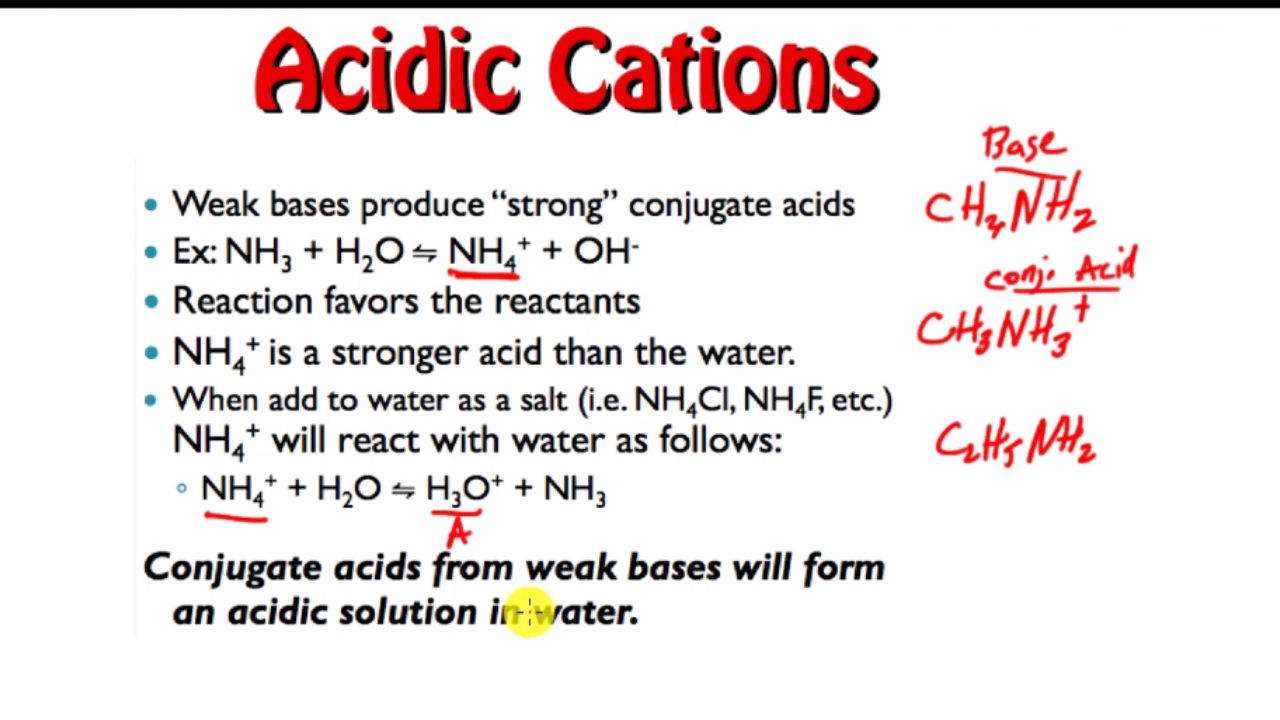 Acidic Cations
• Weak bases produce “strong” conjugate acids
• Ex: NH₃ + H₂O ⇋ NH₄⁺ + OH⁻
• Reaction favors the reactants
• NH₄⁺ is a stronger acid than the water.
• When add to water as a salt (i.e. NH₄Cl, NH₄F, etc.)
NH₄⁺ will react with water as follows:
◦ NH₄⁺ + H₂O ⇋ H₃O⁺ + NH₃
A
Conjugate acids from weak bases will form
an acidic solution in water.
Base
CH₄NH₂
conj. Acid
CH₃NH₃⁺
C₂H₅NH₂